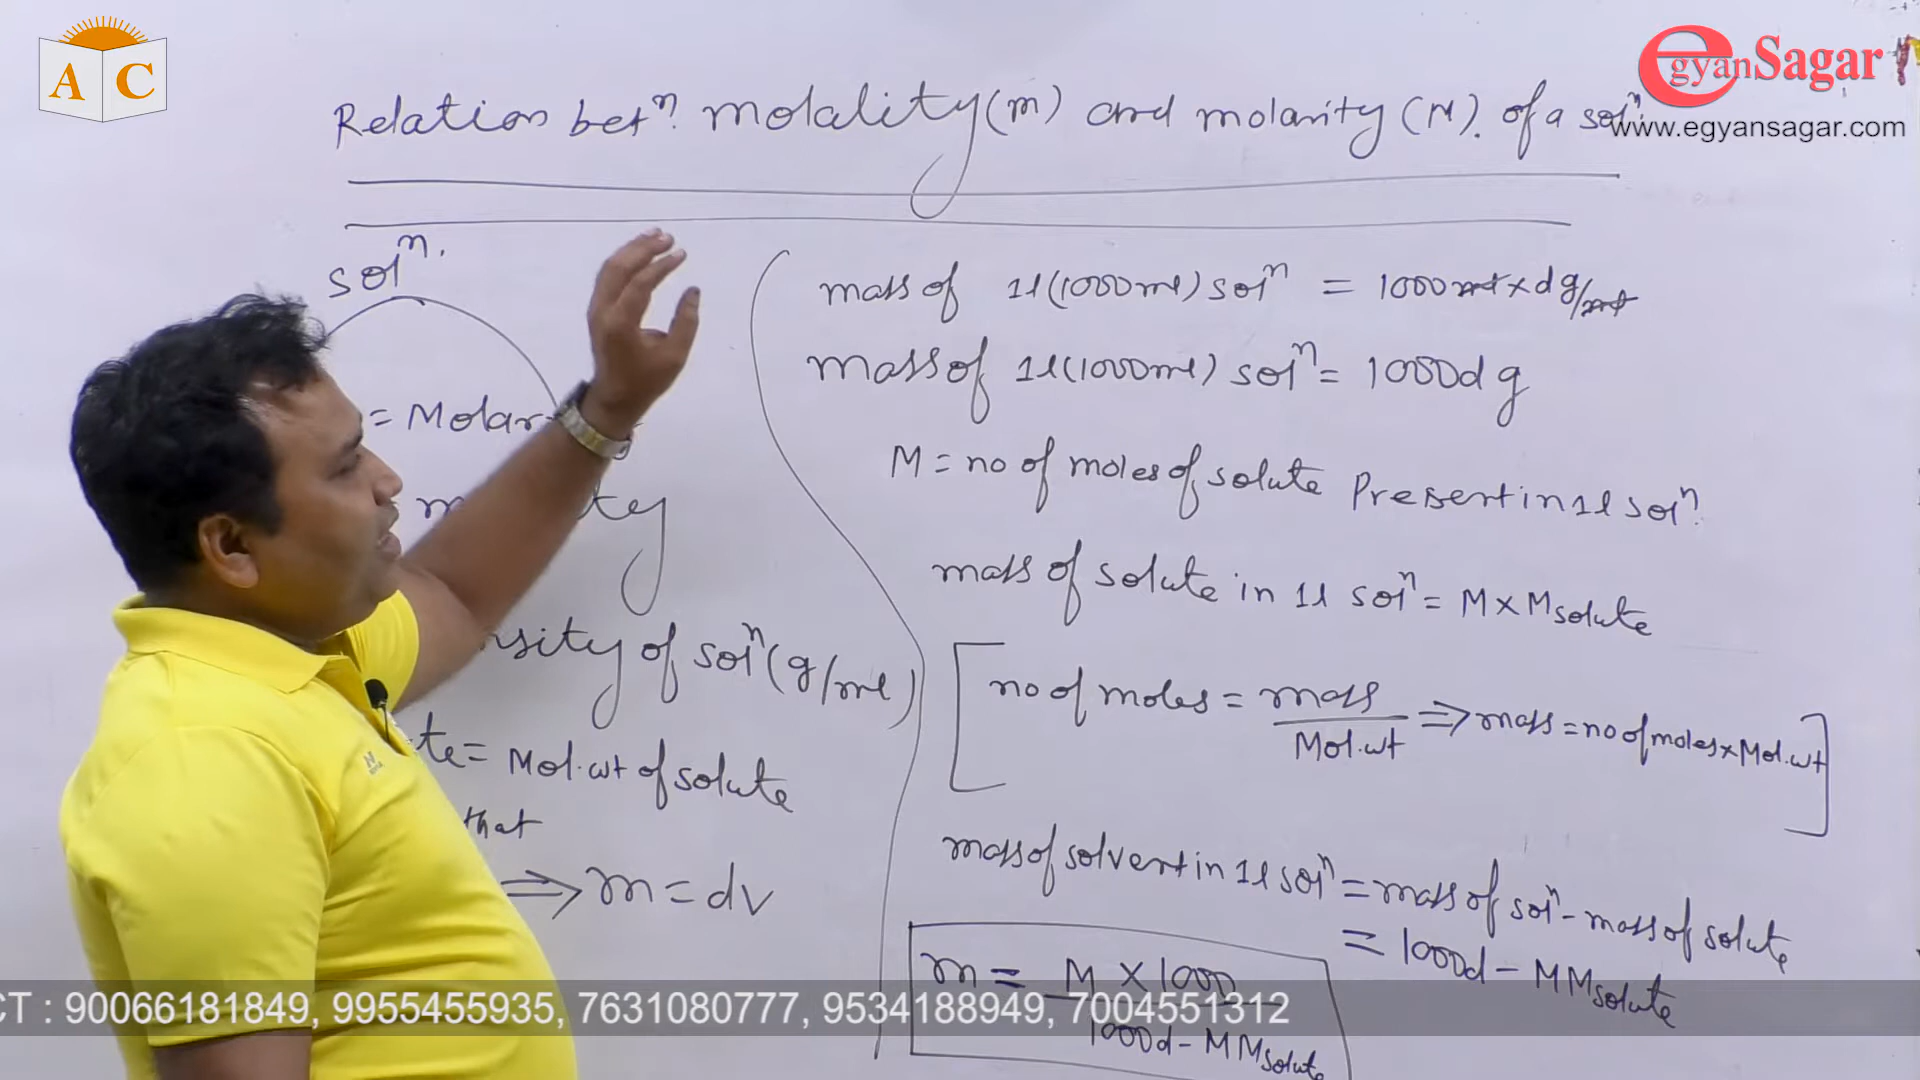 A C
egyanSagar
www.egyansagar.com
Relation betⁿ. molality (m) and molarity (M). of a solⁿ.
solⁿ.
= Molar
ty
nsity of solⁿ (g/ml)
te = Mol.wt of solute
that
⇒ m = dv
mass of 1l (1000ml) solⁿ = 1000ml × d g/ml
mass of 1l (1000ml) solⁿ = 1000d g
M = no of moles of solute Present in 1l solⁿ.
mass of solute in 1l solⁿ = M × Msolute
[no of moles = mass / Mol.wt ⇒ mass = no of moles × Mol.wt]
mass of solvent in 1l solⁿ = mass of solⁿ - mass of solute
= 1000d - MMsolute
m = M × 1000 / 1000d - MMsolute
CT : 90066181849, 9955455935, 7631080777, 9534188949, 7004551312